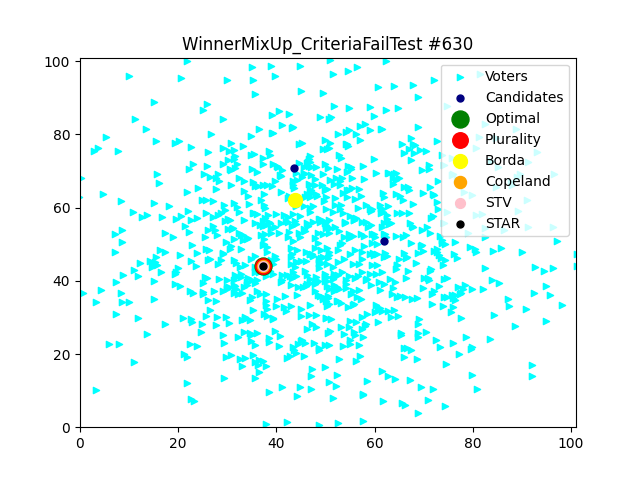 WinnerMixUp_CriteriaFailTest #630
100
80
60
40
20
0
0
20
40
60
80
100
Voters
Candidates
Optimal
Plurality
Borda
Copeland
STV
STAR